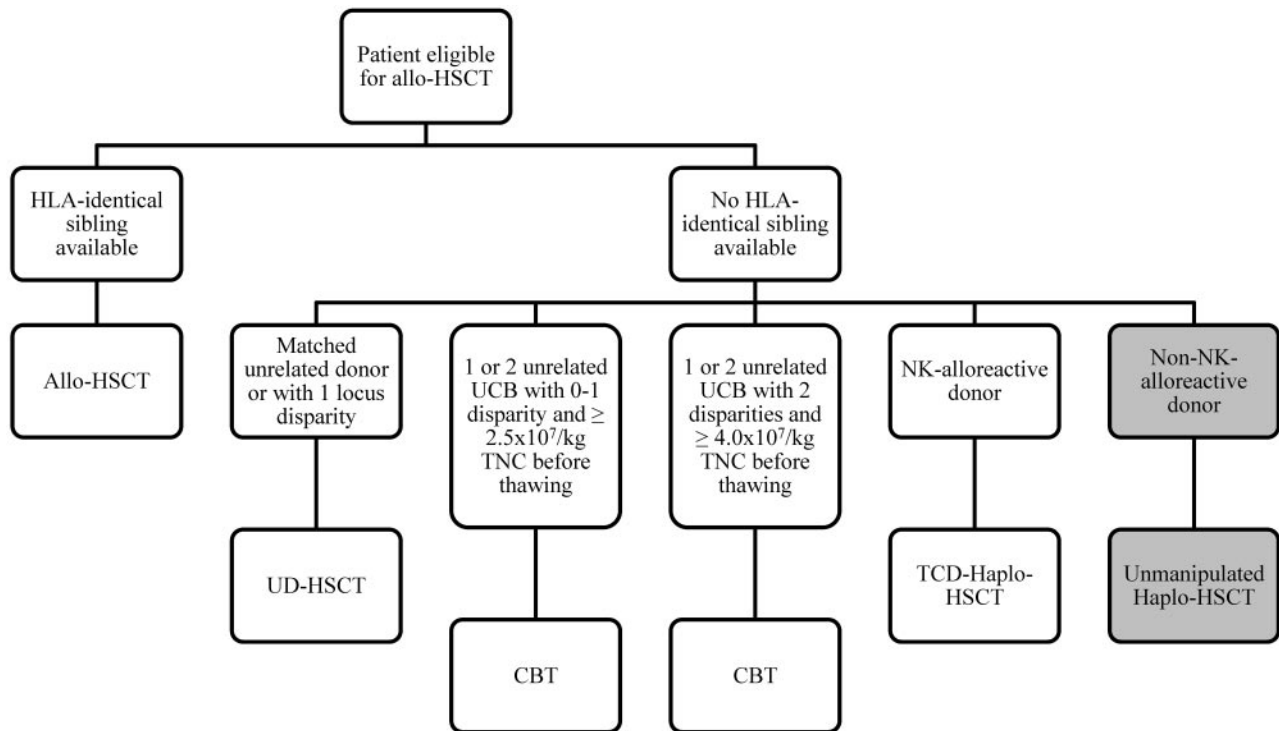 Patient eligible
for allo-HSCT
HLA-identical
sibling
available
No HLA-
identical sibling
available
Allo-HSCT
Matched
unrelated donor
or with 1 locus
disparity
1 or 2 unrelated
UCB with 0-1
disparity and ≥
2.5x10⁷/kg
TNC before
thawing
1 or 2 unrelated
UCB with 2
disparities and
≥ 4.0x10⁷/kg
TNC before
thawing
NK-alloreactive
donor
Non-NK-
alloreactive
donor
UD-HSCT
CBT
CBT
TCD-Haplo-
HSCT
Unmanipulated
Haplo-HSCT